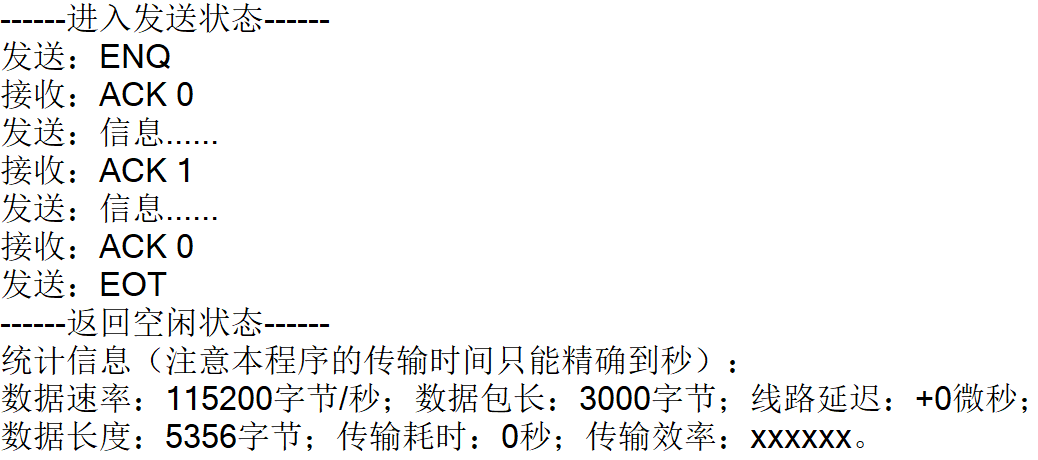 ------进入发送状态------
发送：ENQ
接收：ACK 0
发送：信息......
接收：ACK 1
发送：信息......
接收：ACK 0
发送：EOT
------返回空闲状态------
统计信息（注意本程序的传输时间只能精确到秒）：
数据速率：115200字节/秒；数据包长：3000字节；线路延迟：+0微秒；
数据长度：5356字节；传输耗时：0秒；传输效率：xxxxxx。